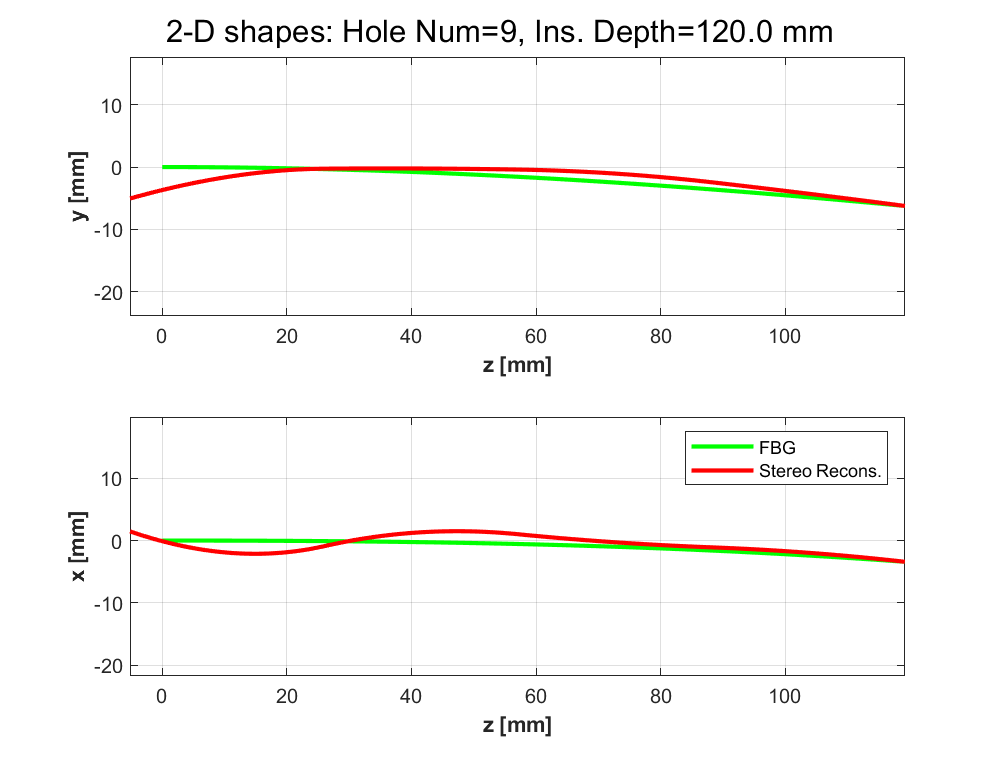 2-D shapes: Hole Num=9, Ins. Depth=120.0 mm
10
0
-10
-20
y [mm]
0 20 40 60 80 100
z [mm]
FBG
Stereo Recons.
10
0
-10
-20
x [mm]
0 20 40 60 80 100
z [mm]